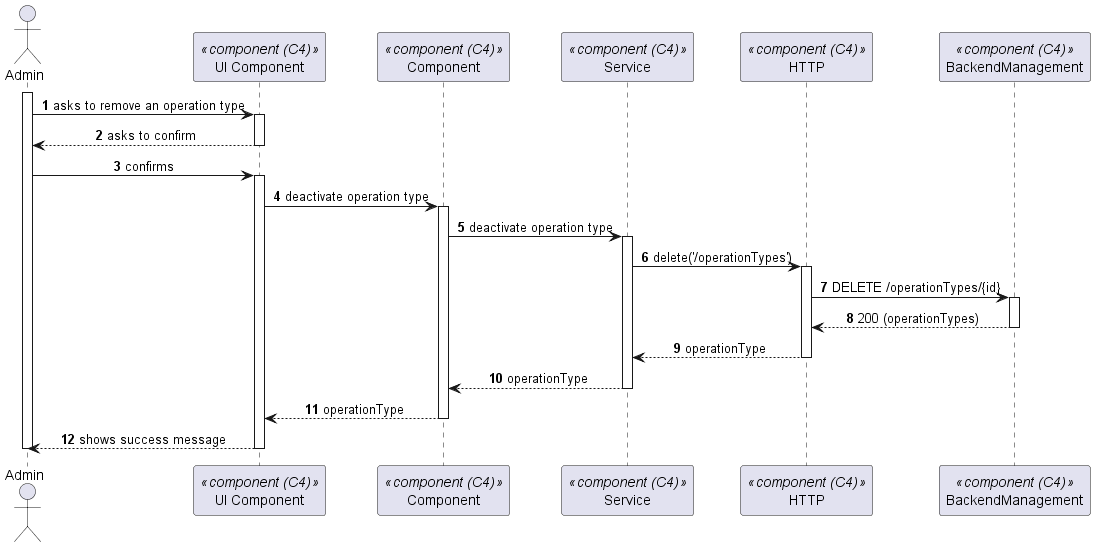 Admin
«component (C4)»
UI Component
«component (C4)»
Component
«component (C4)»
Service
«component (C4)»
HTTP
«component (C4)»
BackendManagement
1 asks to remove an operation type
2 asks to confirm
3 confirms
4 deactivate operation type
5 deactivate operation type
6 delete('/operationTypes')
7 DELETE /operationTypes/{id}
8 200 (operationTypes)
9 operationType
10 operationType
11 operationType
12 shows success message
Admin
«component (C4)»
UI Component
«component (C4)»
Component
«component (C4)»
Service
«component (C4)»
HTTP
«component (C4)»
BackendManagement